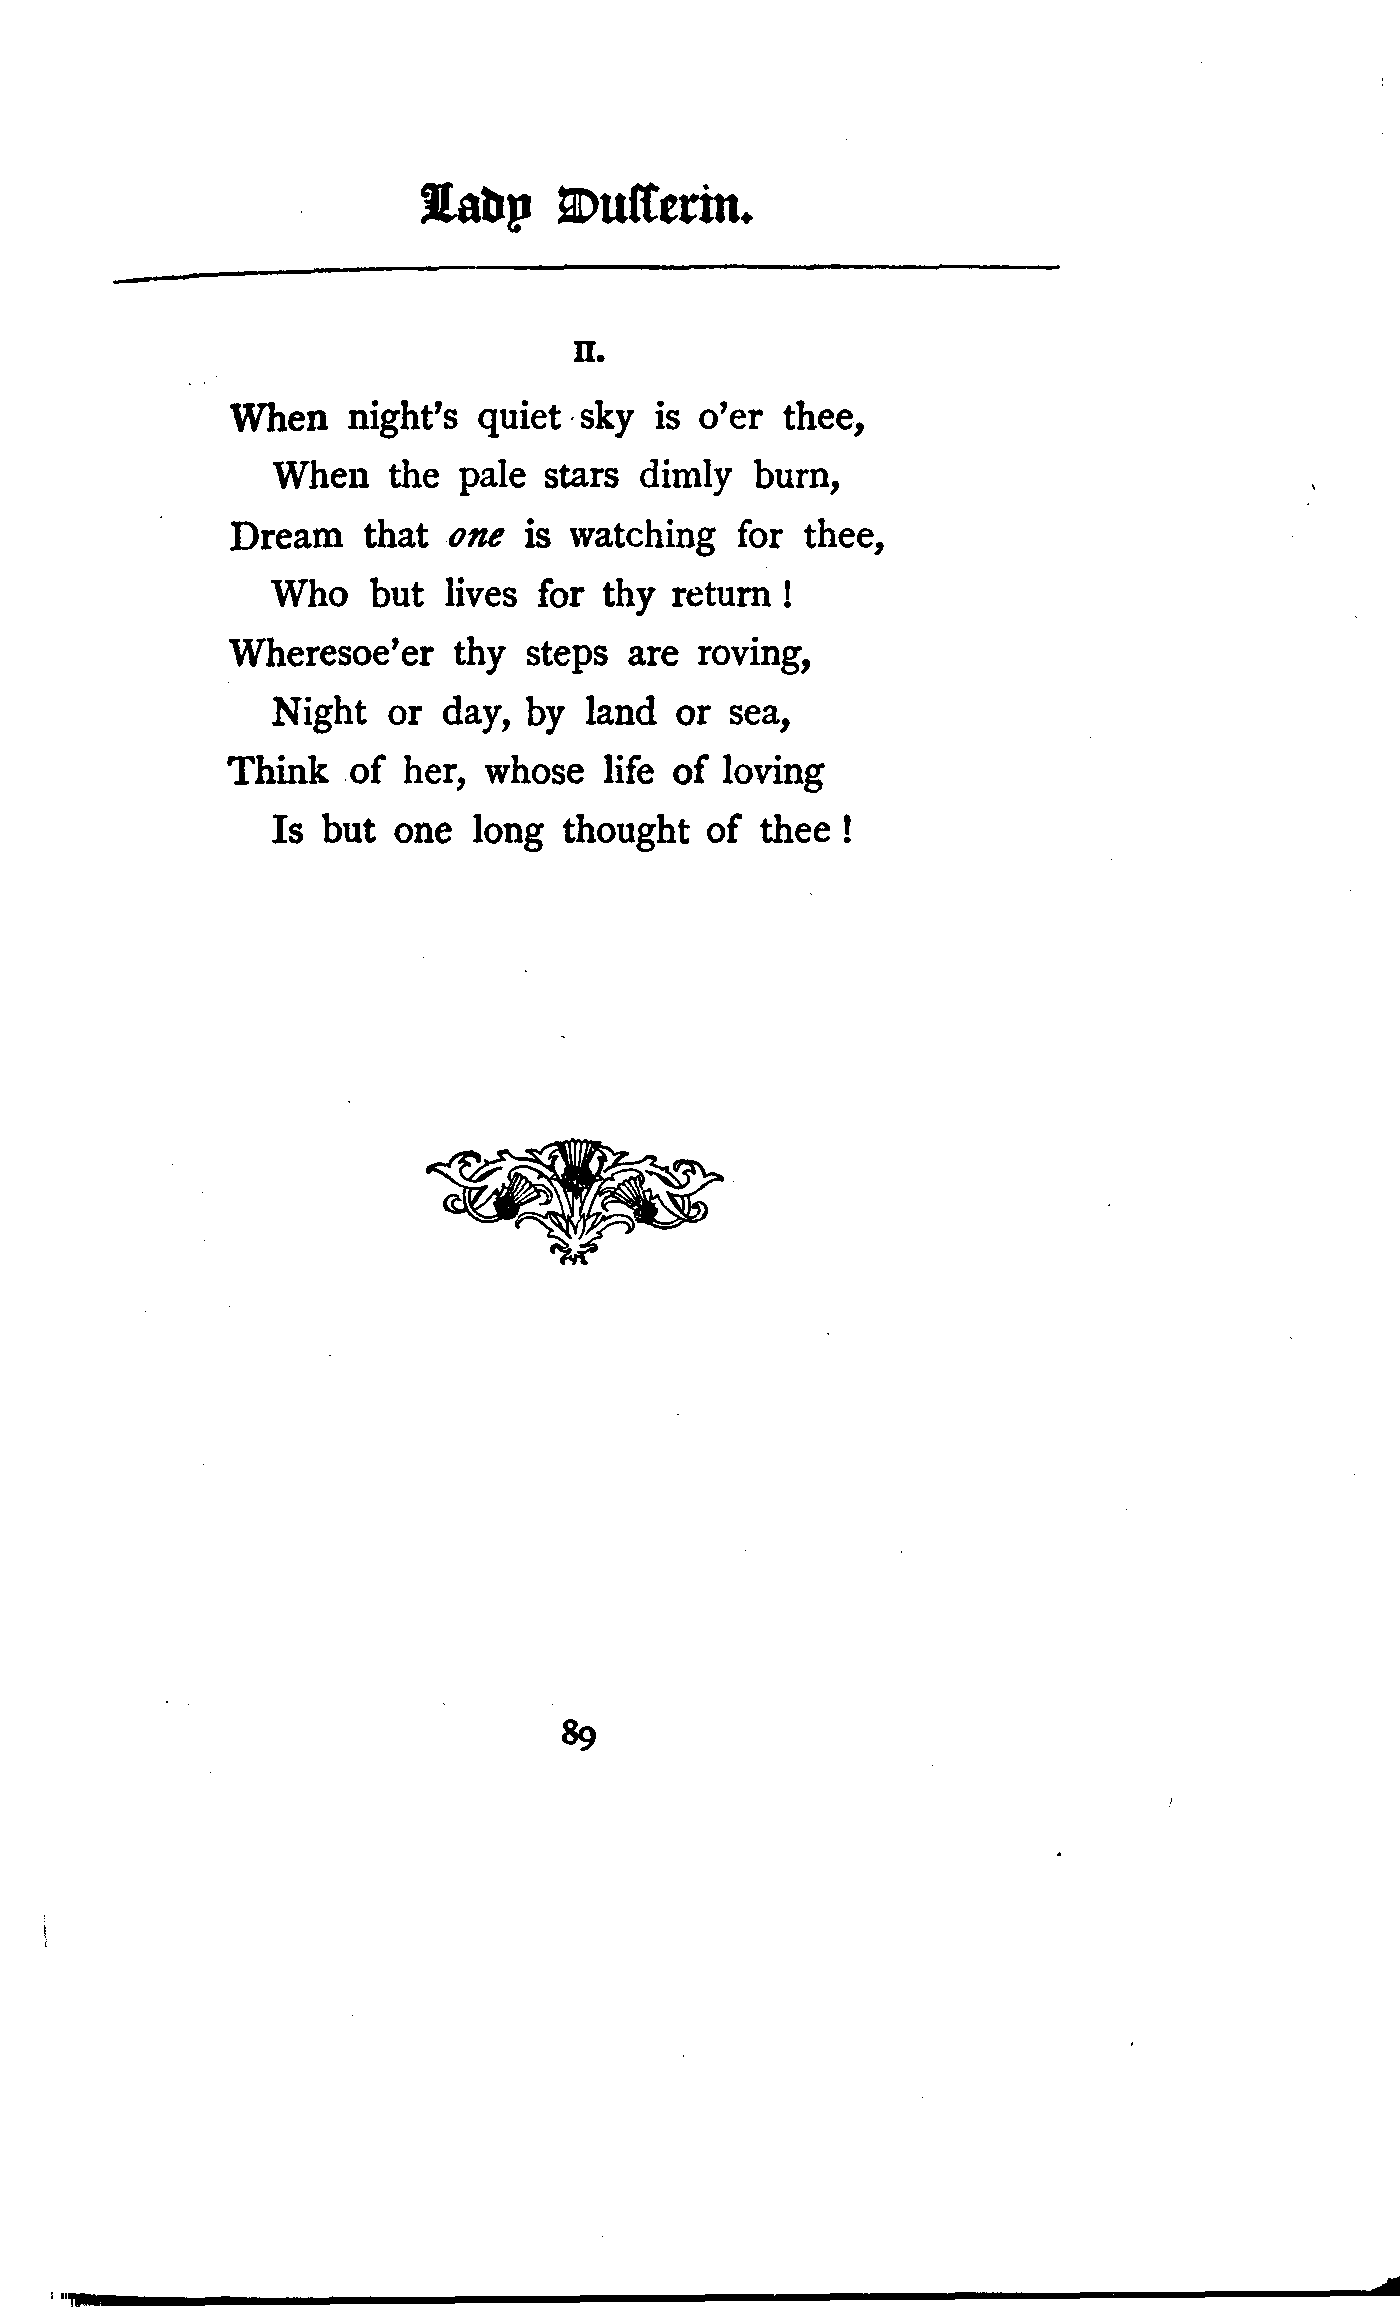 Lady Dufferin.
II.
When night's quiet sky is o'er thee,
When the pale stars dimly burn,
Dream that one is watching for thee,
Who but lives for thy return !
Wheresoe'er thy steps are roving,
Night or day, by land or sea,
Think of her, whose life of loving
Is but one long thought of thee !
89